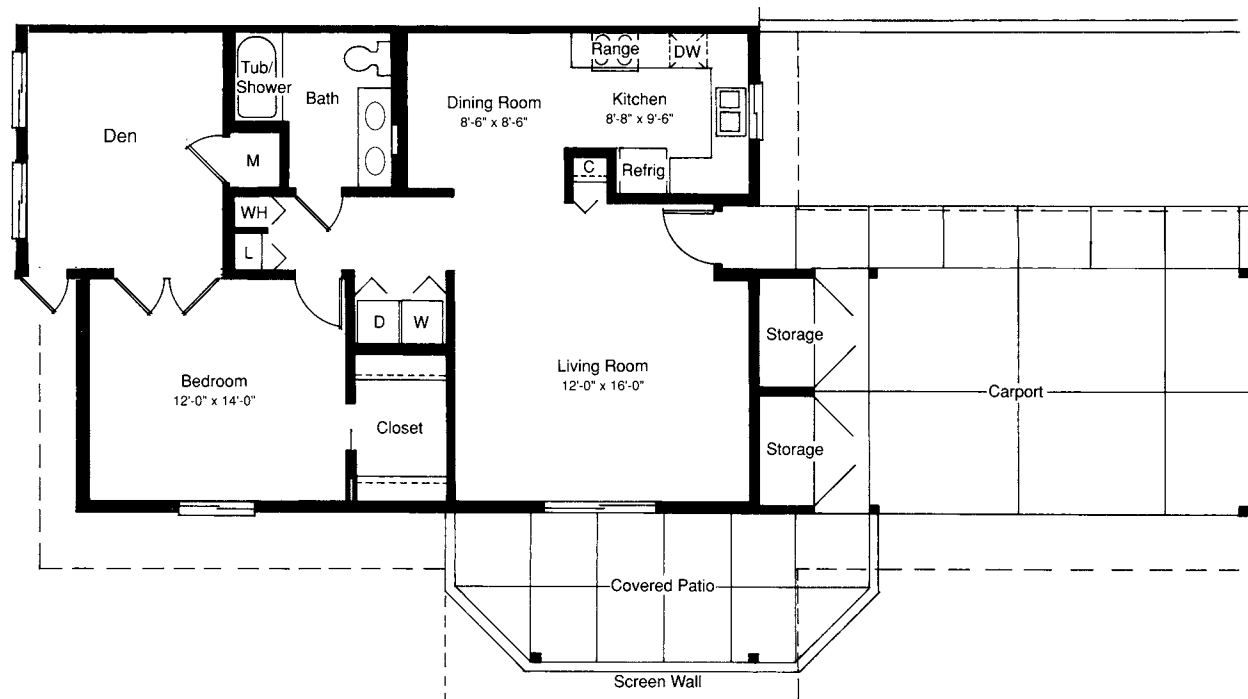 Range
DW
Tub/
Shower
Bath
Dining Room
8'-6" x 8'-6"
Kitchen
8'-8" x 9'-6"
Den
M
C
Refrig
WH
L
D
W
Storage
Living Room
12'-0" x 16'-0"
Bedroom
12'-0" x 14'-0"
Carport
Closet
Storage
Covered Patio
Screen Wall